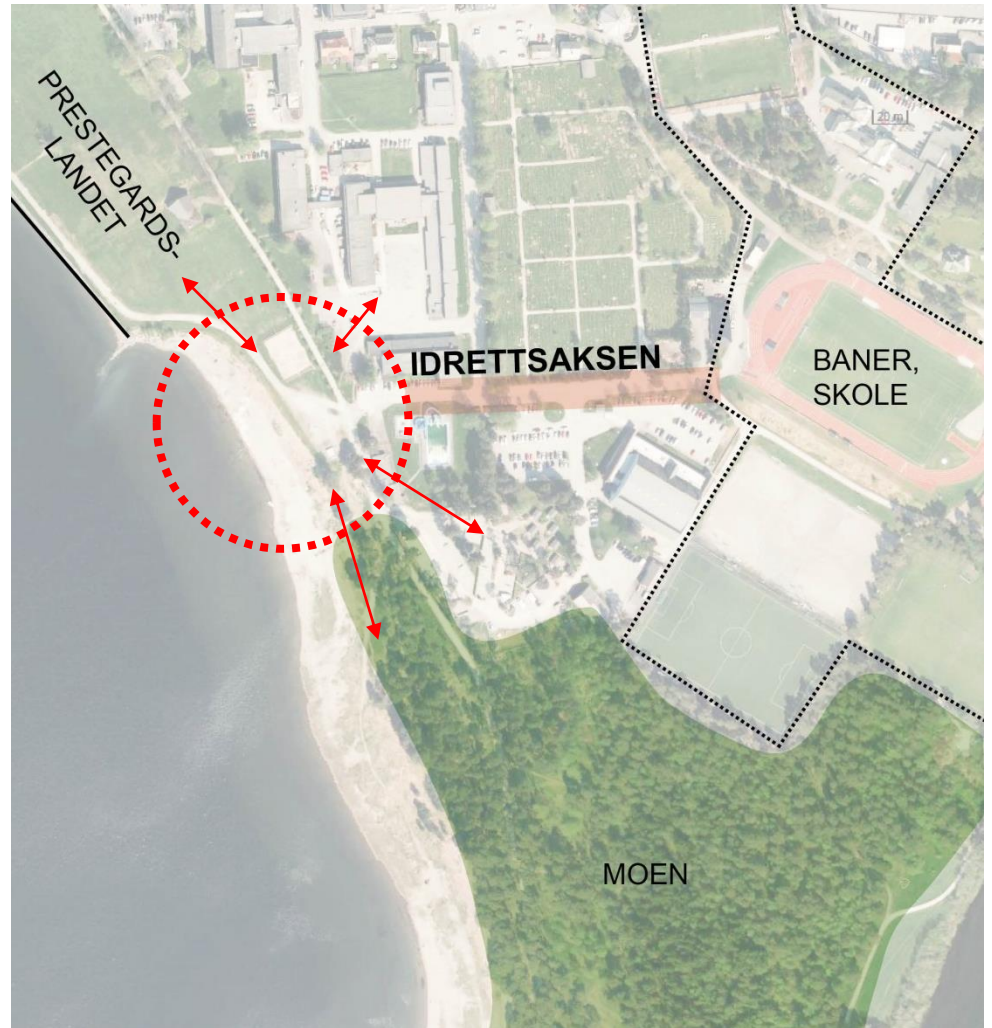 PRESTEGARDS-
LANDET
20 m
IDRETTSAKSEN
BANER,
SKOLE
MOEN